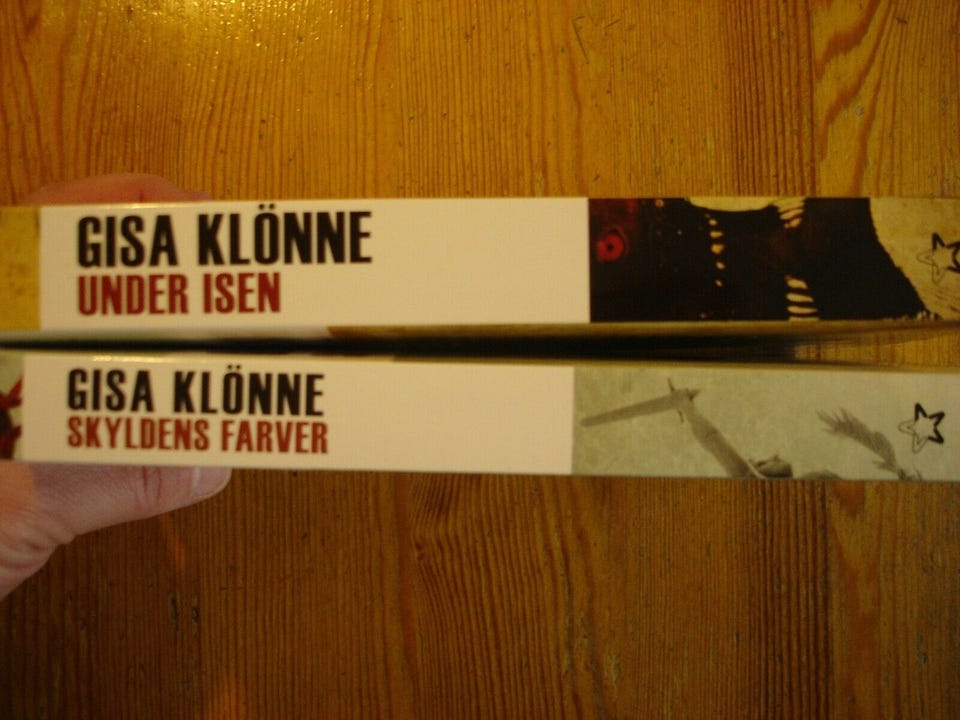 GISA KLÖNNE
UNDER ISEN
GISA KLÖNNE
SKYLDENS FARVER